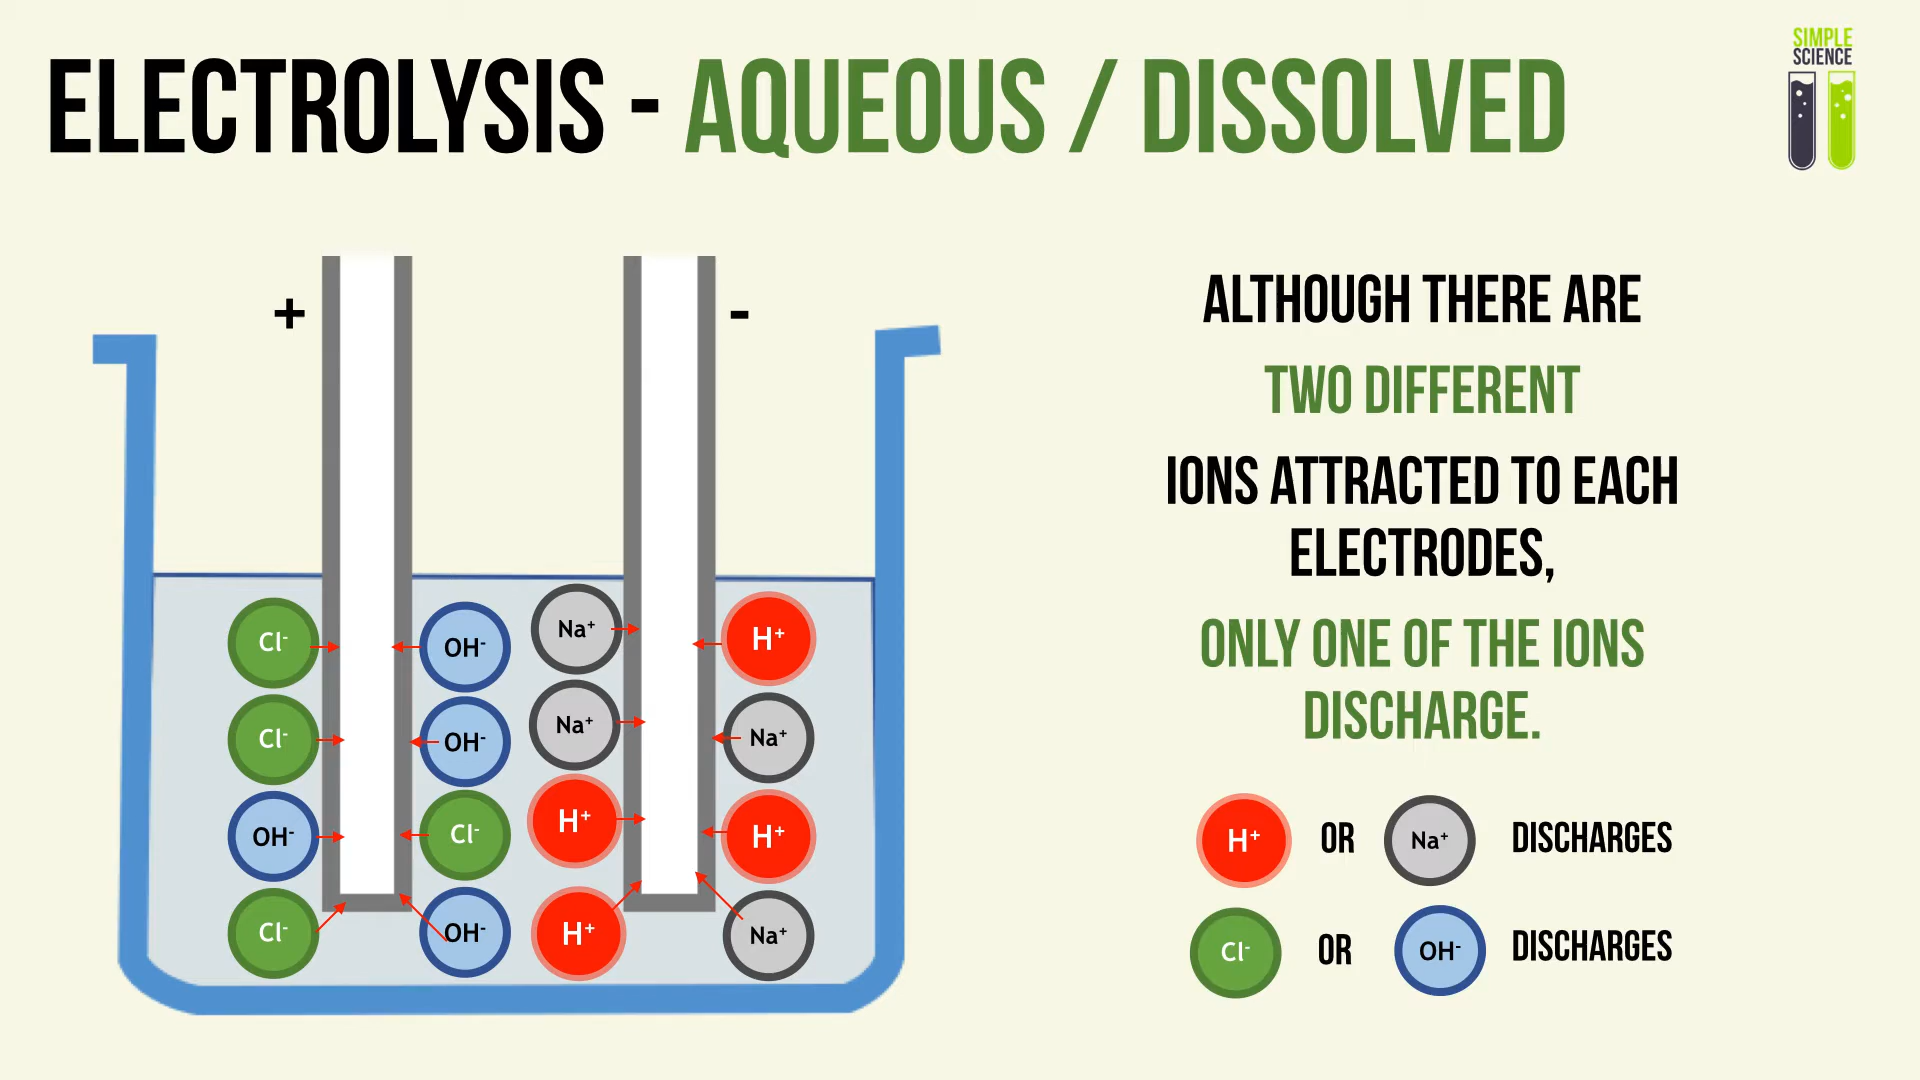 ELECTROLYSIS - AQUEOUS / DISSOLVED
SIMPLE
SCIENCE
+
-
ALTHOUGH THERE ARE
TWO DIFFERENT
IONS ATTRACTED TO EACH
ELECTRODES,
ONLY ONE OF THE IONS
DISCHARGE.
Cl⁻ OH⁻ Na⁺ H⁺
Cl⁻ OH⁻ Na⁺ Na⁺
OH⁻ Cl⁻ H⁺ H⁺
Cl⁻ OH⁻ H⁺ Na⁺
H⁺ OR Na⁺ DISCHARGES
Cl⁻ OR OH⁻ DISCHARGES